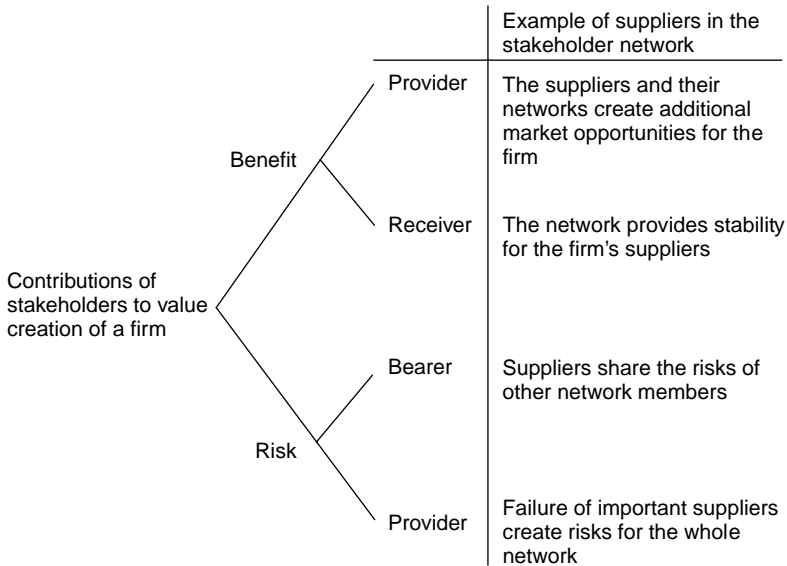 Example of suppliers in the
stakeholder network
Provider
The suppliers and their
networks create additional
market opportunities for the
firm
Benefit
Receiver
The network provides stability
for the firm's suppliers
Contributions of
stakeholders to value
creation of a firm
Bearer
Suppliers share the risks of
other network members
Risk
Provider
Failure of important suppliers
create risks for the whole
network